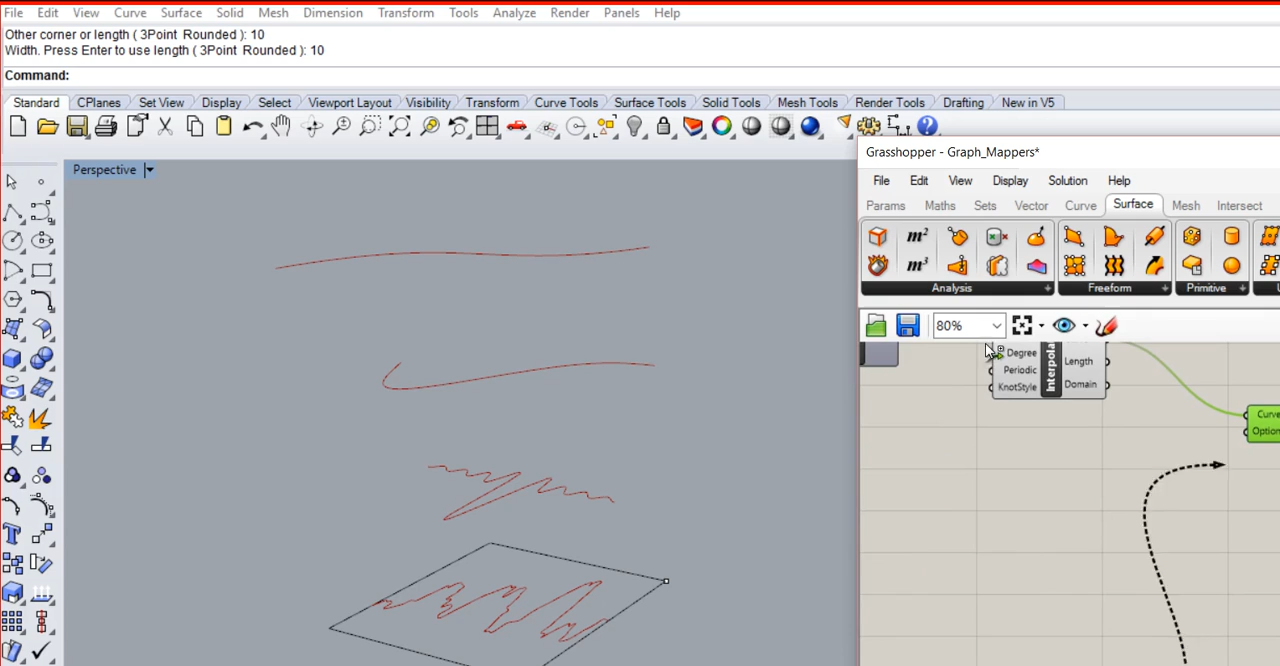 File Edit View Curve Surface Solid Mesh Dimension Transform Tools Analyze Render Panels Help
Other corner or length ( 3Point Rounded ): 10
Width. Press Enter to use length ( 3Point Rounded ): 10
Command:
Standard CPlanes Set View Display Select Viewport Layout Visibility Transform Curve Tools Surface Tools Solid Tools Mesh Tools Render Tools Drafting New in V5
Perspective
Grasshopper - Graph_Mappers*
File Edit View Display Solution Help
Params Maths Sets Vector Curve Surface Mesh Intersect
m² m³
Analysis Freeform Primitive
80%
Degree
Periodic
KnotStyle
Interpola
Length
Domain
Curve
Option